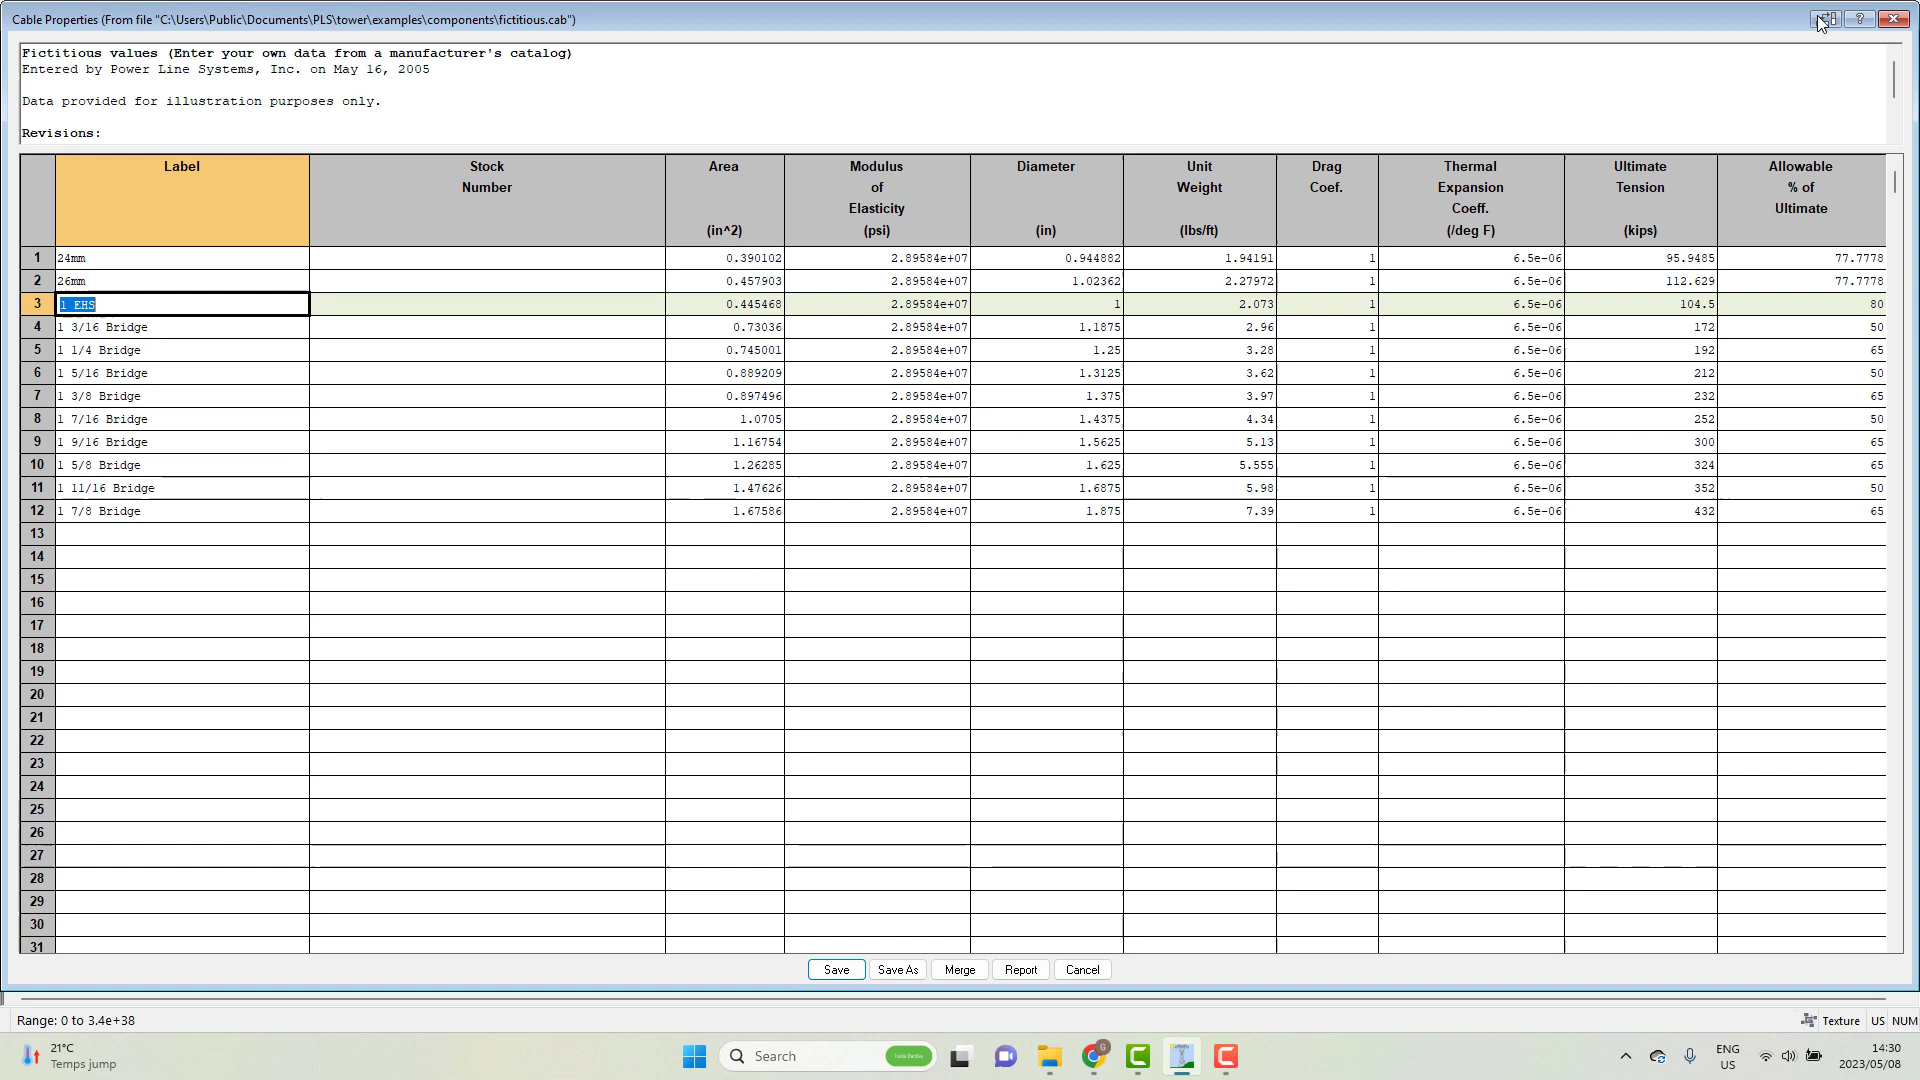 Cable Properties (From file "C:\Users\Public\Documents\PLS\tower\examples\components\fictitious.cab")
Fictitious values (Enter your own data from a manufacturer's catalog)
Entered by Power Line Systems, Inc. on May 16, 2005
Data provided for illustration purposes only.
Revisions:
Label Stock Number Area (in^2) Modulus of Elasticity (psi) Diameter (in) Unit Weight (lbs/ft) Drag Coef. Thermal Expansion Coeff. (/deg F) Ultimate Tension (kips) Allowable % of Ultimate
1 24mm 0.390102 2.89584e+07 0.944882 1.94191 1 6.5e-06 95.9485 77.7778
2 26mm 0.457903 2.89584e+07 1.02362 2.27972 1 6.5e-06 112.629 77.7778
3 1 EHS 0.445468 2.89584e+07 1 2.073 1 6.5e-06 104.5 80
4 1 3/16 Bridge 0.73036 2.89584e+07 1.1875 2.96 1 6.5e-06 172 50
5 1 1/4 Bridge 0.745001 2.89584e+07 1.25 3.28 1 6.5e-06 192 65
6 1 5/16 Bridge 0.889209 2.89584e+07 1.3125 3.62 1 6.5e-06 212 50
7 1 3/8 Bridge 0.897496 2.89584e+07 1.375 3.97 1 6.5e-06 232 65
8 1 7/16 Bridge 1.0705 2.89584e+07 1.4375 4.34 1 6.5e-06 252 50
9 1 9/16 Bridge 1.16754 2.89584e+07 1.5625 5.13 1 6.5e-06 300 65
10 1 5/8 Bridge 1.26285 2.89584e+07 1.625 5.555 1 6.5e-06 324 65
11 1 11/16 Bridge 1.47626 2.89584e+07 1.6875 5.98 1 6.5e-06 352 50
12 1 7/8 Bridge 1.67586 2.89584e+07 1.875 7.39 1 6.5e-06 432 65
13
14
15
16
17
18
19
20
21
22
23
24
25
26
27
28
29
30
31
Save Save As Merge Report Cancel
Range: 0 to 3.4e+38 Texture US NUM
21°C
Temps jump
Search
ENG
US
14:30
2023/05/08